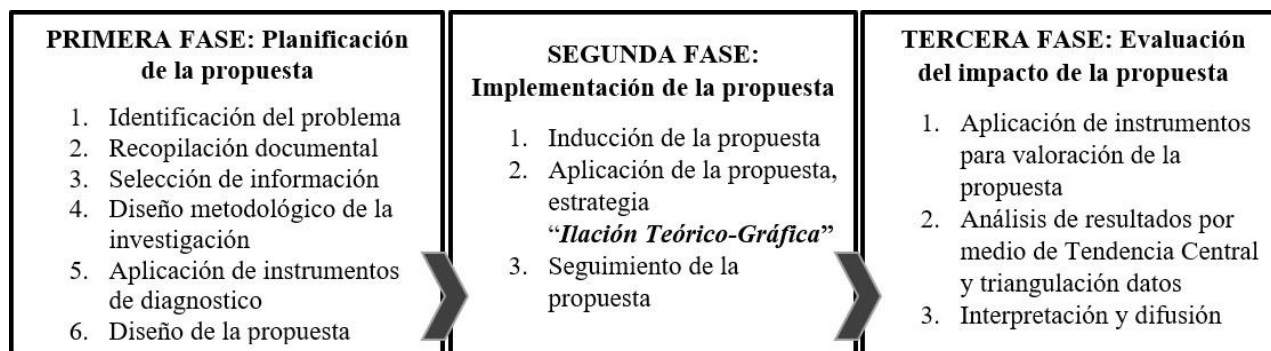 PRIMERA FASE: Planificación
de la propuesta
1. Identificación del problema
2. Recopilación documental
3. Selección de información
4. Diseño metodológico de la
investigación
5. Aplicación de instrumentos
de diagnostico
6. Diseño de la propuesta
SEGUNDA FASE:
Implementación de la propuesta
1. Inducción de la propuesta
2. Aplicación de la propuesta,
estrategia
“Ilación Teórico-Gráfica”
3. Seguimiento de la
propuesta
TERCERA FASE: Evaluación
del impacto de la propuesta
1. Aplicación de instrumentos
para valoración de la
propuesta
2. Análisis de resultados por
medio de Tendencia Central
y triangulación datos
3. Interpretación y difusión